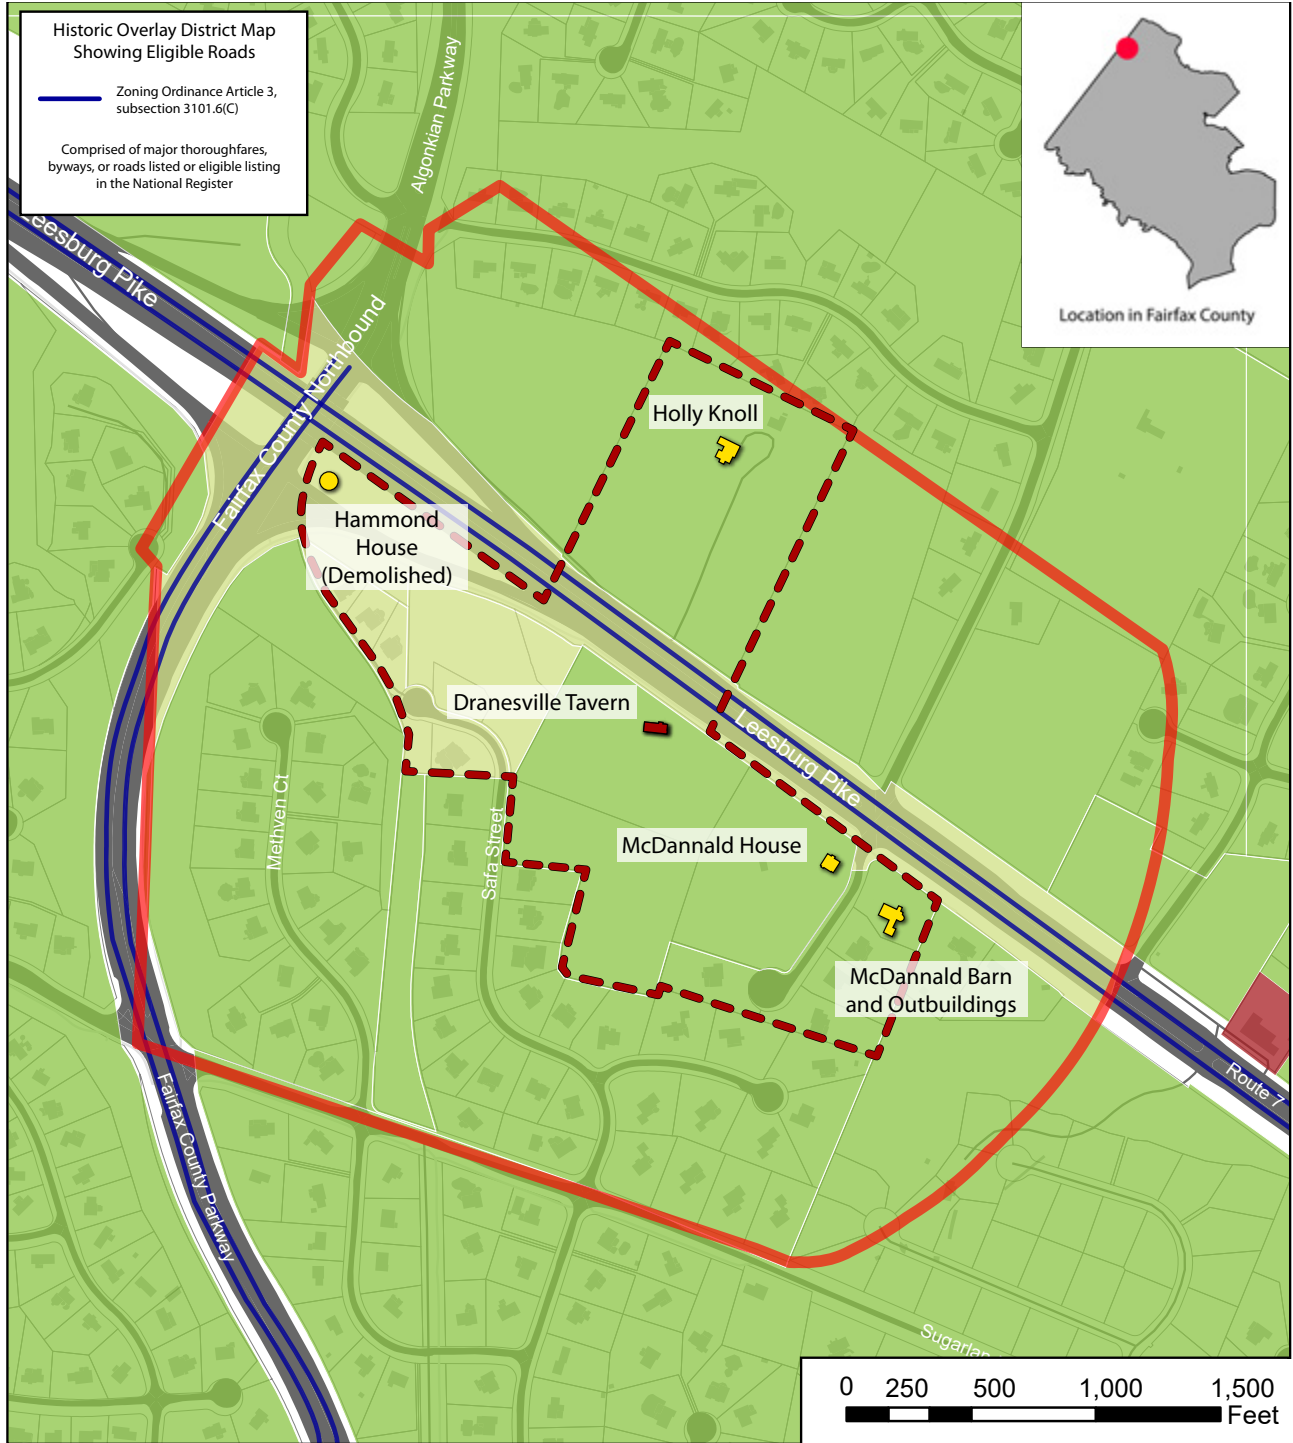 Historic Overlay District Map
Showing Eligible Roads
Zoning Ordinance Article 3,
subsection 3101.6(C)
Comprised of major thoroughfares,
byways, or roads listed or eligible listing
in the National Register
Algonkian Parkway
Location in Fairfax County
Leesburg Pike
Fairfax County Northbound
Holly Knoll
Hammond
House
(Demolished)
Dranesville Tavern
Leesburg Pike
Methven Ct
Safa Street
McDannald House
McDannald Barn
and Outbuildings
Route 7
Fairfax County Parkway
Sugarlan
0 250 500 1,000 1,500
Feet